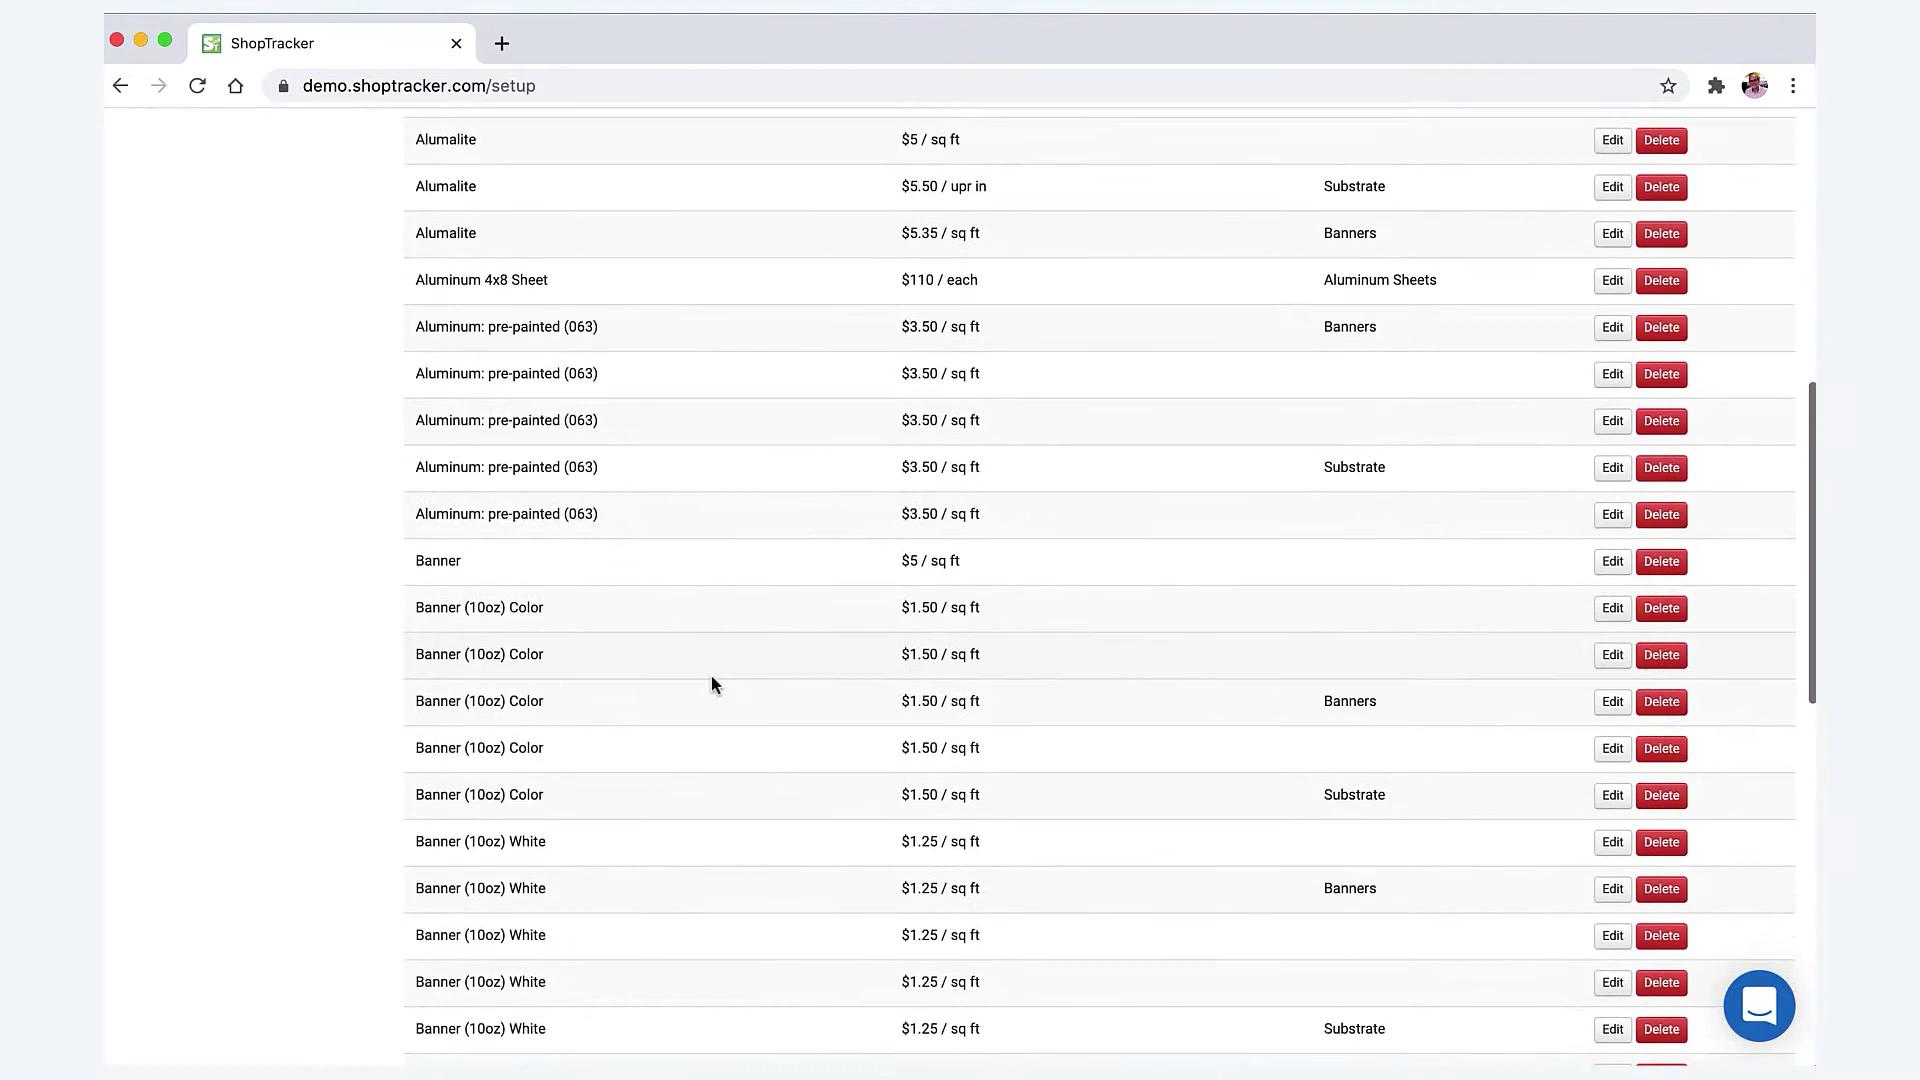 ShopTracker
demo.shoptracker.com/setup
Alumalite $5 / sq ft Edit Delete
Alumalite $5.50 / upr in Substrate Edit Delete
Alumalite $5.35 / sq ft Banners Edit Delete
Aluminum 4x8 Sheet $110 / each Aluminum Sheets Edit Delete
Aluminum: pre-painted (063) $3.50 / sq ft Banners Edit Delete
Aluminum: pre-painted (063) $3.50 / sq ft Edit Delete
Aluminum: pre-painted (063) $3.50 / sq ft Edit Delete
Aluminum: pre-painted (063) $3.50 / sq ft Substrate Edit Delete
Aluminum: pre-painted (063) $3.50 / sq ft Edit Delete
Banner $5 / sq ft Edit Delete
Banner (10oz) Color $1.50 / sq ft Edit Delete
Banner (10oz) Color $1.50 / sq ft Edit Delete
Banner (10oz) Color $1.50 / sq ft Banners Edit Delete
Banner (10oz) Color $1.50 / sq ft Edit Delete
Banner (10oz) Color $1.50 / sq ft Substrate Edit Delete
Banner (10oz) White $1.25 / sq ft Edit Delete
Banner (10oz) White $1.25 / sq ft Banners Edit Delete
Banner (10oz) White $1.25 / sq ft Edit Delete
Banner (10oz) White $1.25 / sq ft Edit Delete
Banner (10oz) White $1.25 / sq ft Substrate Edit Delete